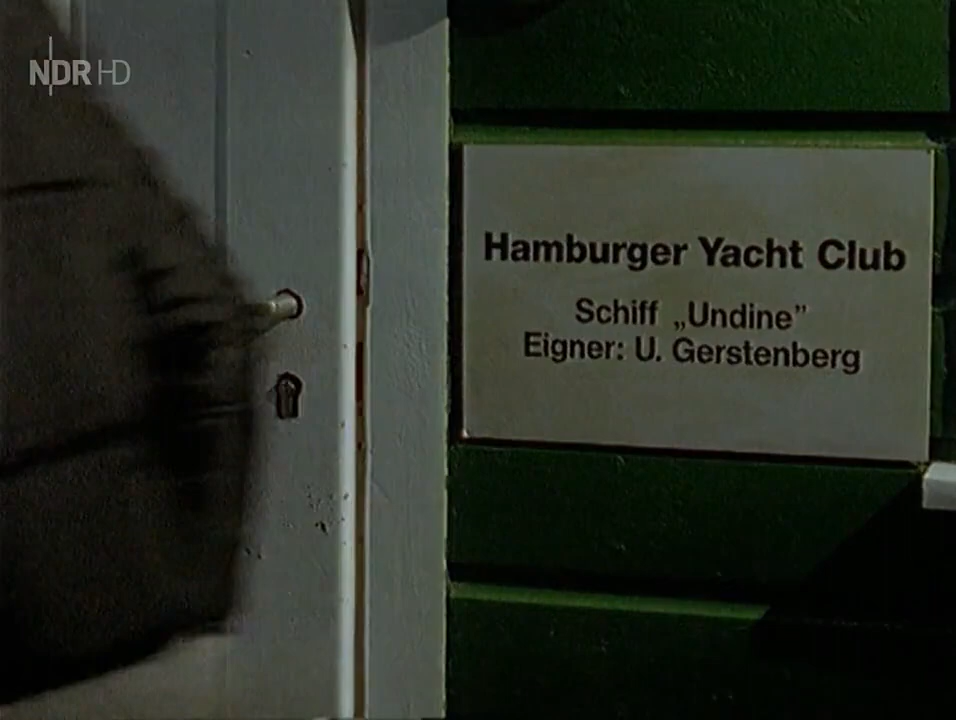 NDR HD
Hamburger Yacht Club
Schiff „Undine”
Eigner: U. Gerstenberg